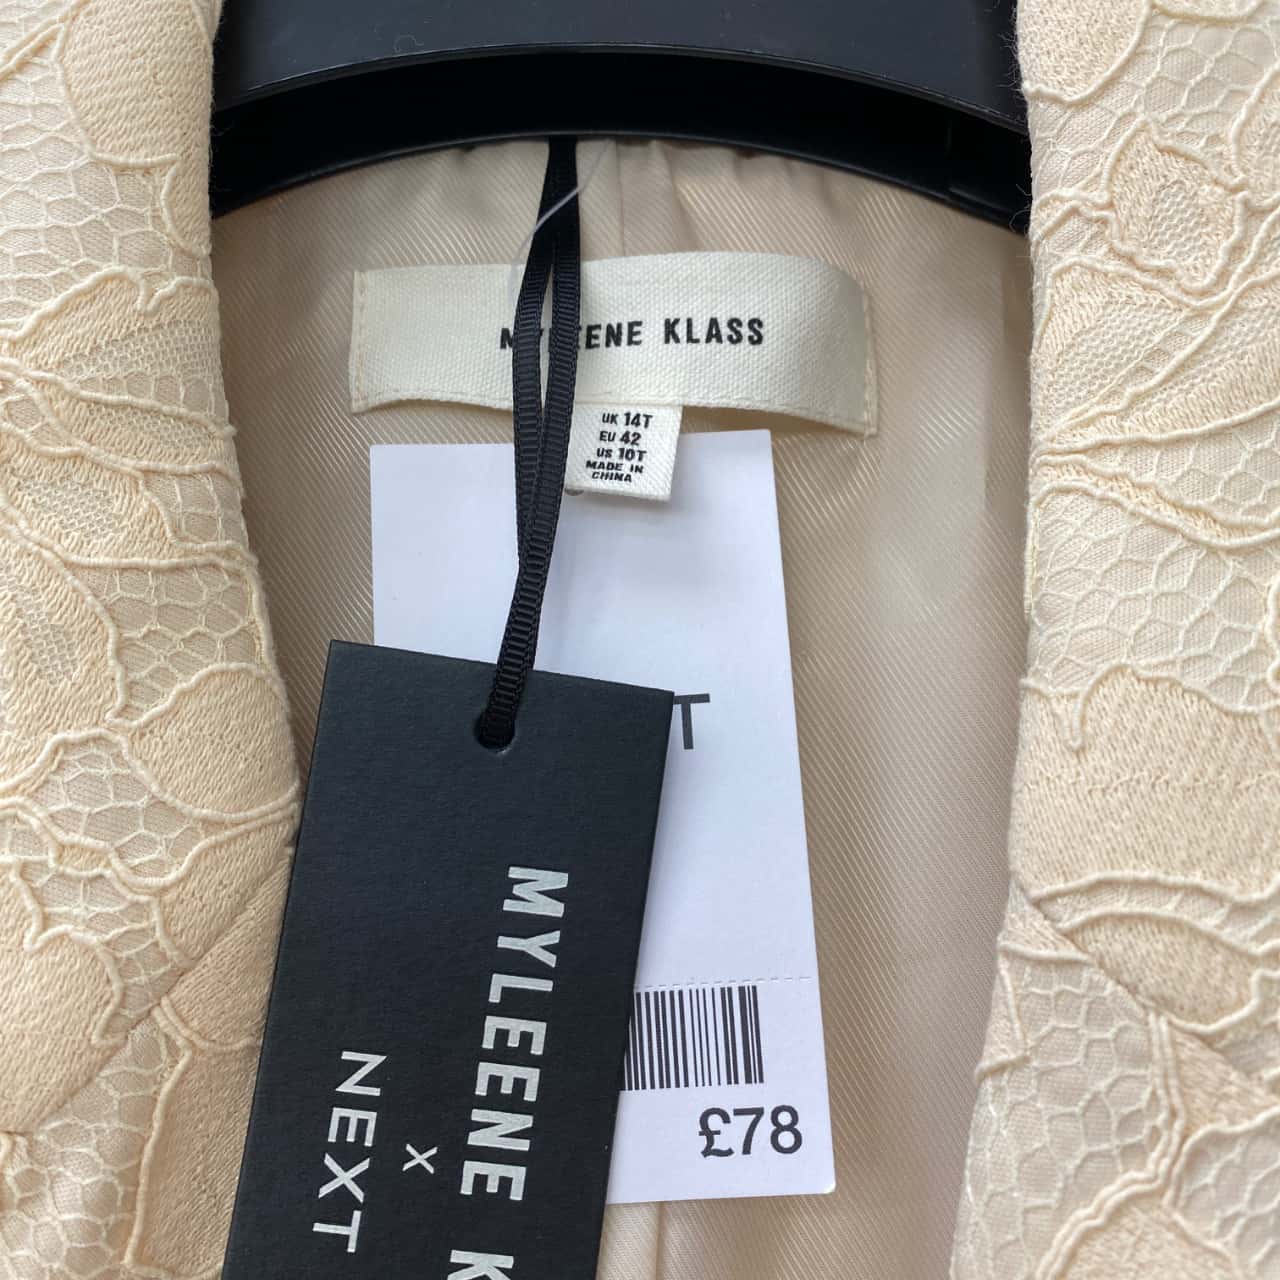 MYLEENE KLASS
UK 14T
EU 42
US 10T
MADE IN
CHINA
T
MYLEENE K
X
NEXT
£78